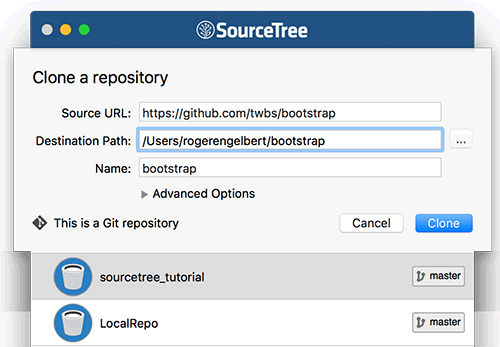 SourceTree
Clone a repository
Source URL: https://github.com/twbs/bootstrap
Destination Path: /Users/rogerengelbert/bootstrap ...
Name: bootstrap
Advanced Options
This is a Git repository Cancel Clone
sourcetree_tutorial master
LocalRepo master